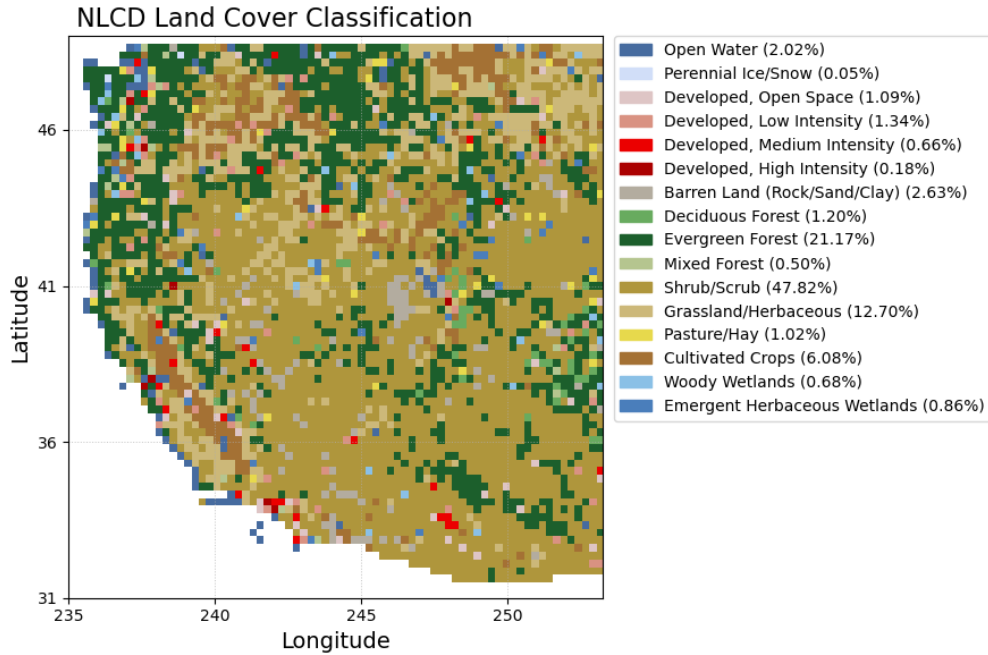 NLCD Land Cover Classification
Open Water (2.02%)
Perennial Ice/Snow (0.05%)
Developed, Open Space (1.09%)
Developed, Low Intensity (1.34%)
Developed, Medium Intensity (0.66%)
Developed, High Intensity (0.18%)
Barren Land (Rock/Sand/Clay) (2.63%)
Deciduous Forest (1.20%)
Evergreen Forest (21.17%)
Mixed Forest (0.50%)
Shrub/Scrub (47.82%)
Grassland/Herbaceous (12.70%)
Pasture/Hay (1.02%)
Cultivated Crops (6.08%)
Woody Wetlands (0.68%)
Emergent Herbaceous Wetlands (0.86%)
Latitude
46
41
36
31
235 240 245 250
Longitude